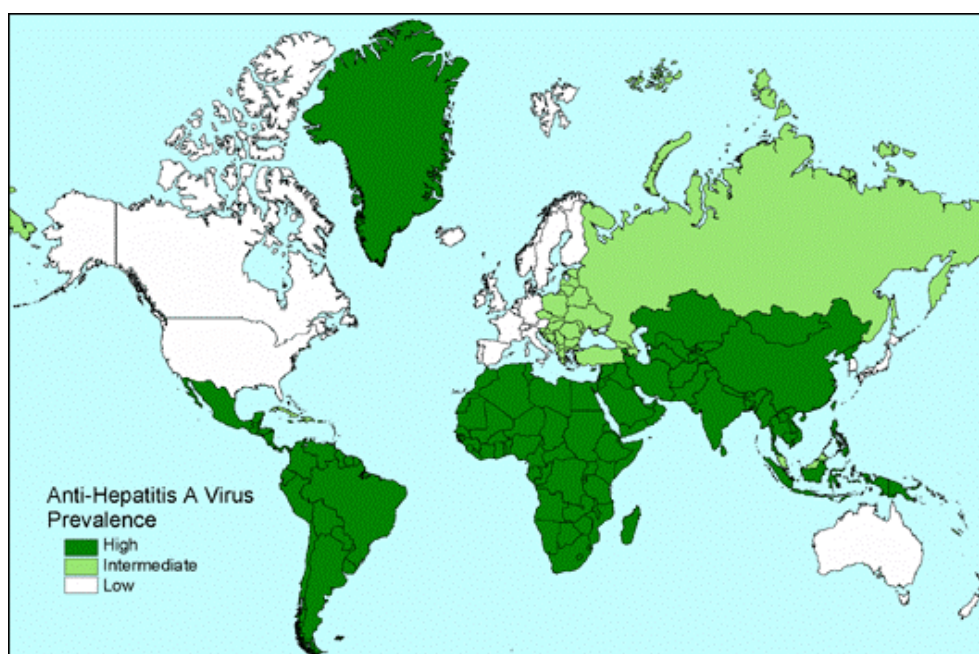 Anti-Hepatitis A Virus
Prevalence
High
Intermediate
Low